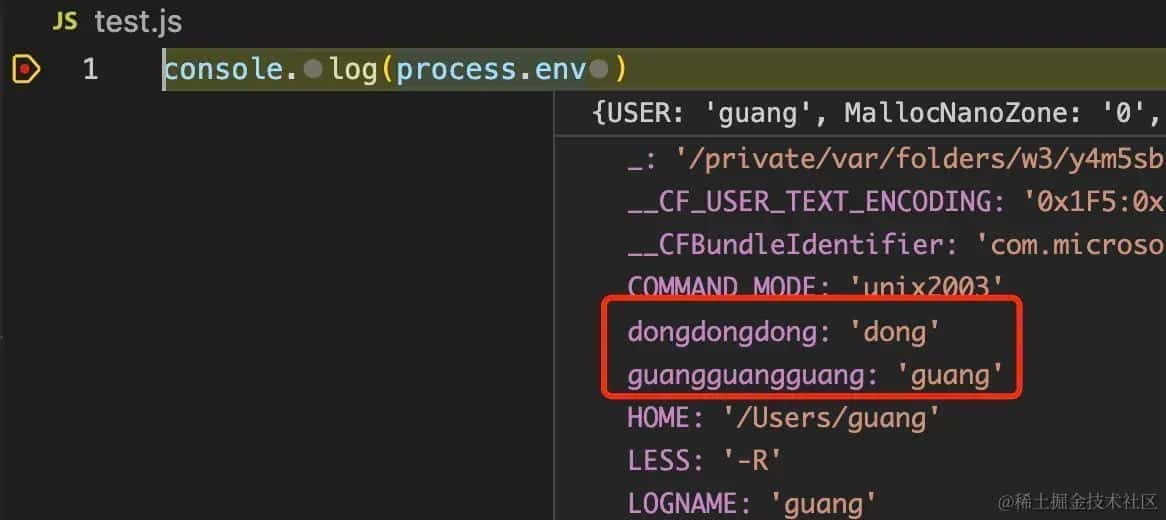 JS test.js
1 console.log(process.env)
{USER: 'guang', MallocNanoZone: '0',
_: '/private/var/folders/w3/y4m5sb
__CF_USER_TEXT_ENCODING: '0x1F5:0x
__CFBundleIdentifier: 'com.microso
COMMAND_MODE: 'unix2003'
dongdongdong: 'dong'
guangguangguang: 'guang'
HOME: '/Users/guang'
LESS: '-R'
LOGNAME: 'guang'
@稀土掘金技术社区